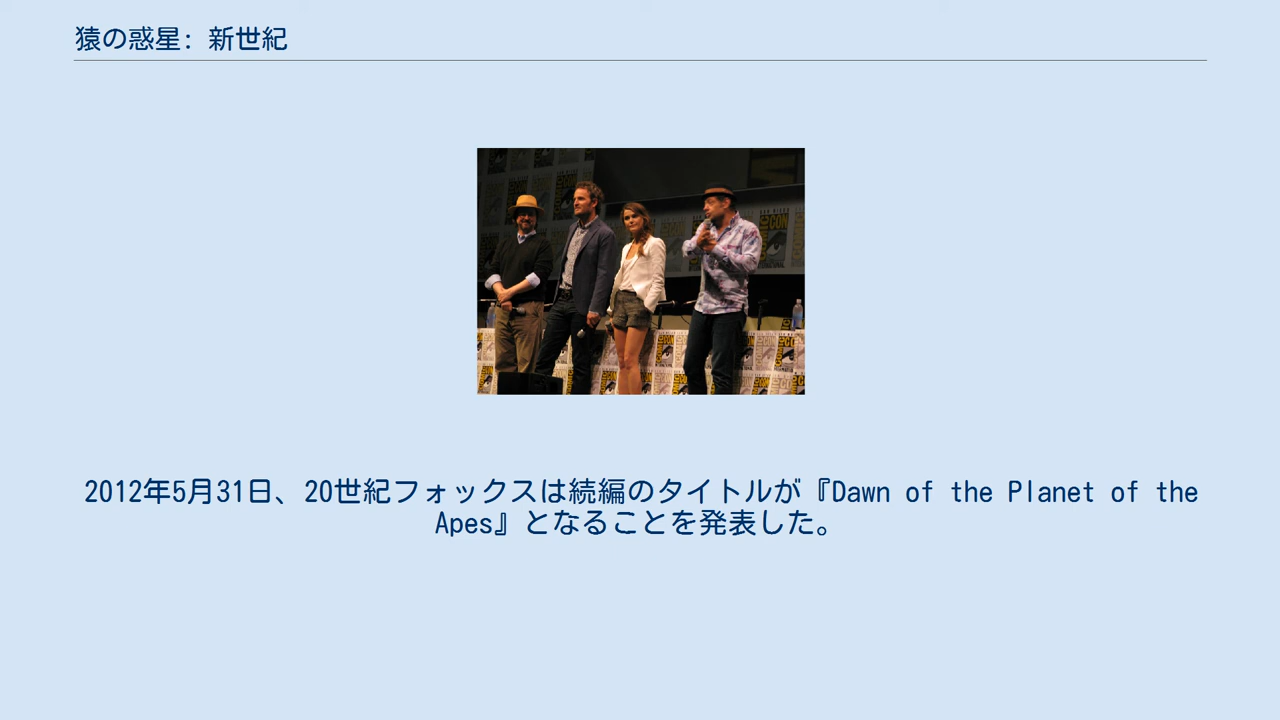 猿の惑星: 新世紀
2012年5月31日、20世紀フォックスは続編のタイトルが『Dawn of the Planet of the
Apes』となることを発表した。